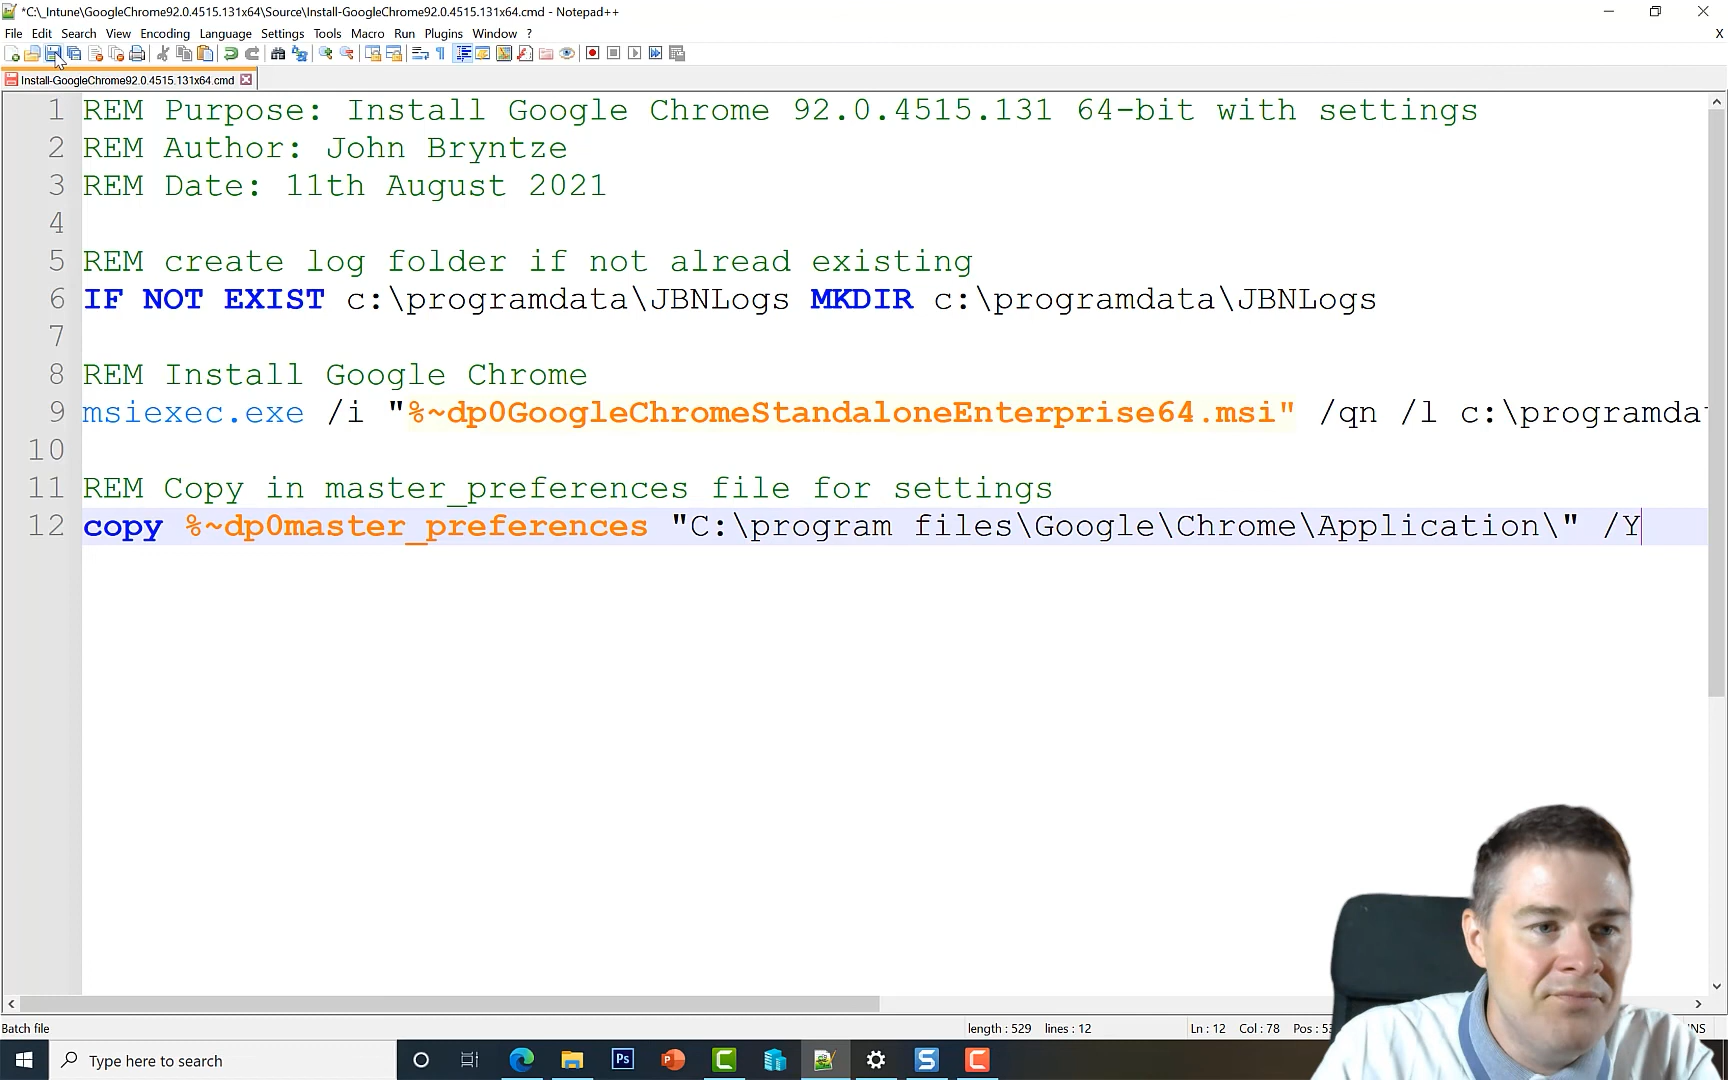 *C:\_Intune\GoogleChrome92.0.4515.131x64\Source\Install-GoogleChrome92.0.4515.131x64.cmd - Notepad++
File Edit Search View Encoding Language Settings Tools Macro Run Plugins Window ? X
Install-GoogleChrome92.0.4515.131x64.cmd
1 REM Purpose: Install Google Chrome 92.0.4515.131 64-bit with settings
2 REM Author: John Bryntze
3 REM Date: 11th August 2021
4
5 REM create log folder if not alread existing
6 IF NOT EXIST c:\programdata\JBNLogs MKDIR c:\programdata\JBNLogs
7
8 REM Install Google Chrome
9 msiexec.exe /i "%~dp0GoogleChromeStandaloneEnterprise64.msi" /qn /l c:\programda
10
11 REM Copy in master_preferences file for settings
12 copy %~dp0master_preferences "C:\program files\Google\Chrome\Application\" /Y
Batch file length : 529 lines : 12 Ln : 12 Col : 78 Pos : NS
Type here to search Ps P C S C